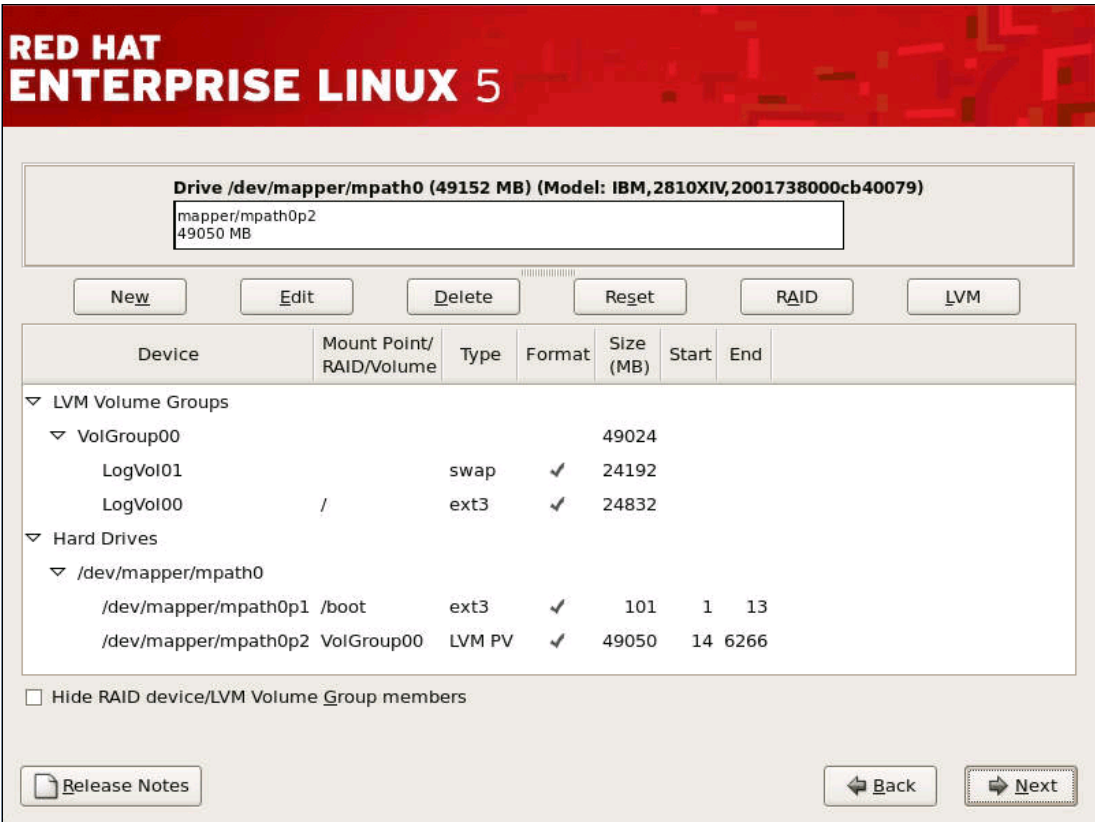 RED HAT
ENTERPRISE LINUX 5
Drive /dev/mapper/mpath0 (49152 MB) (Model: IBM,2810XIV,2001738000cb40079)
mapper/mpath0p2
49050 MB
New Edit Delete Reset RAID LVM
Device Mount Point/ RAID/Volume Type Format Size (MB) Start End
LVM Volume Groups
VolGroup00 49024
LogVol01 swap ✓ 24192
LogVol00 / ext3 ✓ 24832
Hard Drives
/dev/mapper/mpath0
/dev/mapper/mpath0p1 /boot ext3 ✓ 101 1 13
/dev/mapper/mpath0p2 VolGroup00 LVM PV ✓ 49050 14 6266
Hide RAID device/LVM Volume Group members
Release Notes Back Next